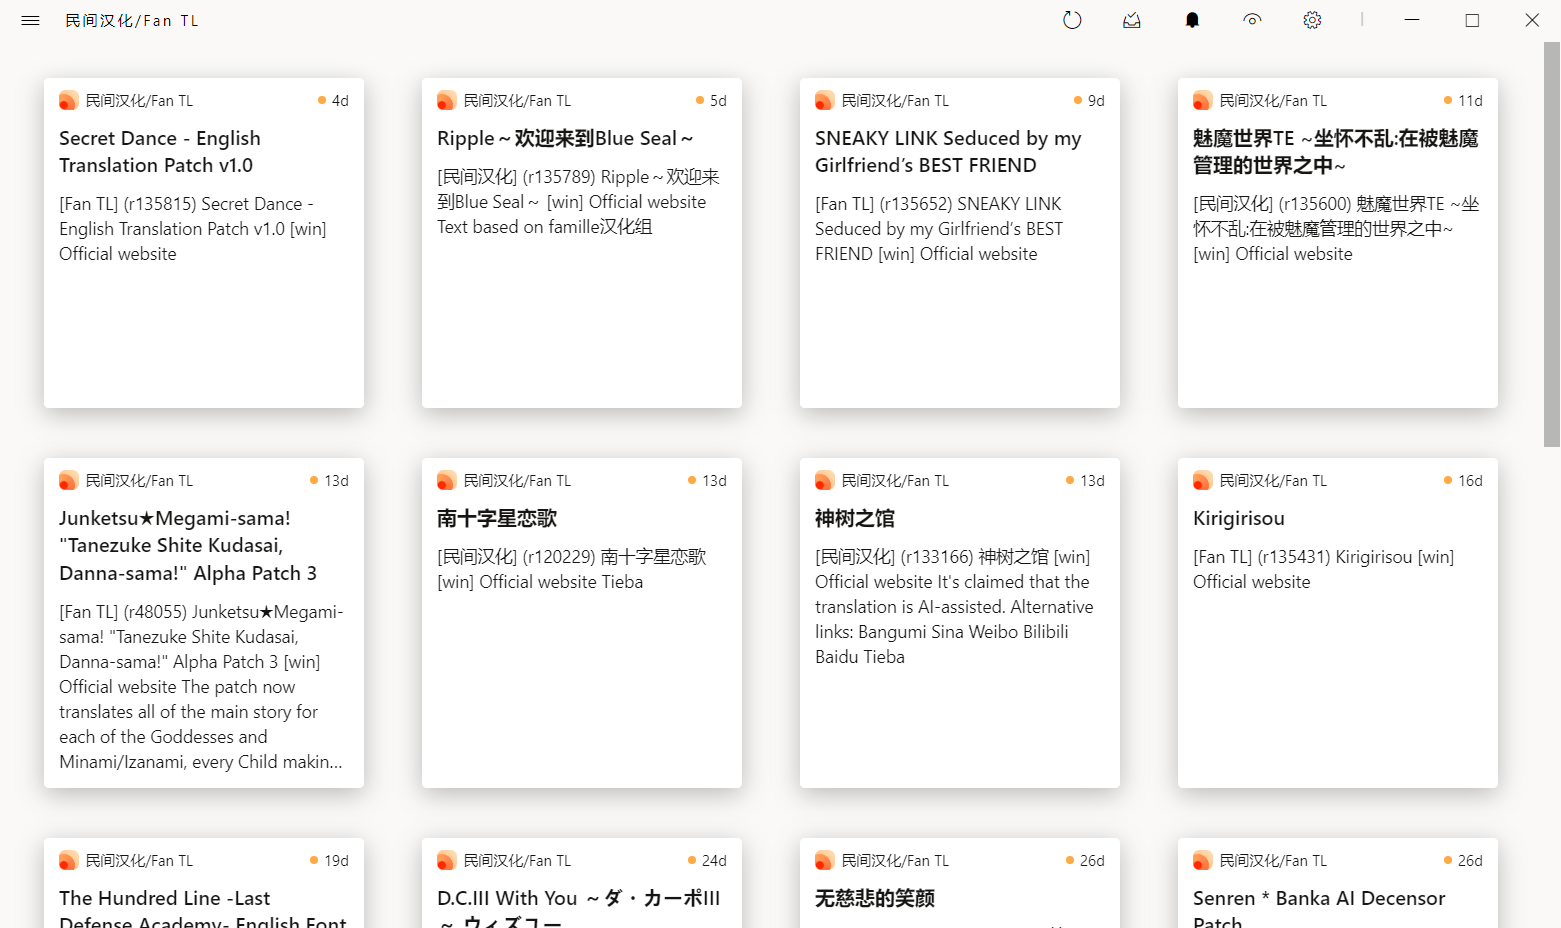 民间汉化/Fan TL
民间汉化/Fan TL
4d
Secret Dance - English
Translation Patch v1.0
[Fan TL] (r135815) Secret Dance -
English Translation Patch v1.0 [win]
Official website
民间汉化/Fan TL
5d
Ripple～欢迎来到Blue Seal～
[民间汉化] (r135789) Ripple～欢迎来
到Blue Seal～ [win] Official website
Text based on famille汉化组
民间汉化/Fan TL
9d
SNEAKY LINK Seduced by my
Girlfriend’s BEST FRIEND
[Fan TL] (r135652) SNEAKY LINK
Seduced by my Girlfriend’s BEST
FRIEND [win] Official website
民间汉化/Fan TL
11d
魅魔世界TE ~坐怀不乱:在被魅魔
管理的世界之中~
[民间汉化] (r135600) 魅魔世界TE ~坐
怀不乱:在被魅魔管理的世界之中~
[win] Official website
民间汉化/Fan TL
13d
Junketsu★Megami-sama!
"Tanezuke Shite Kudasai,
Danna-sama!" Alpha Patch 3
[Fan TL] (r48055) Junketsu★Megami-
sama! "Tanezuke Shite Kudasai,
Danna-sama!" Alpha Patch 3 [win]
Official website The patch now
translates all of the main story for
each of the Goddesses and
Minami/Izanami, every Child makin...
民间汉化/Fan TL
13d
南十字星恋歌
[民间汉化] (r120229) 南十字星恋歌
[win] Official website Tieba
民间汉化/Fan TL
13d
神树之馆
[民间汉化] (r133166) 神树之馆 [win]
Official website It's claimed that the
translation is AI-assisted. Alternative
links: Bangumi Sina Weibo Bilibili
Baidu Tieba
民间汉化/Fan TL
16d
Kirigirisou
[Fan TL] (r135431) Kirigirisou [win]
Official website
民间汉化/Fan TL
19d
The Hundred Line -Last
Defense Academy- English Font
民间汉化/Fan TL
24d
D.C.III With You ～ダ・カーポIII
～ ウィズユー
民间汉化/Fan TL
26d
无慈悲的笑颜
民间汉化/Fan TL
26d
Senren * Banka AI Decensor
Patch